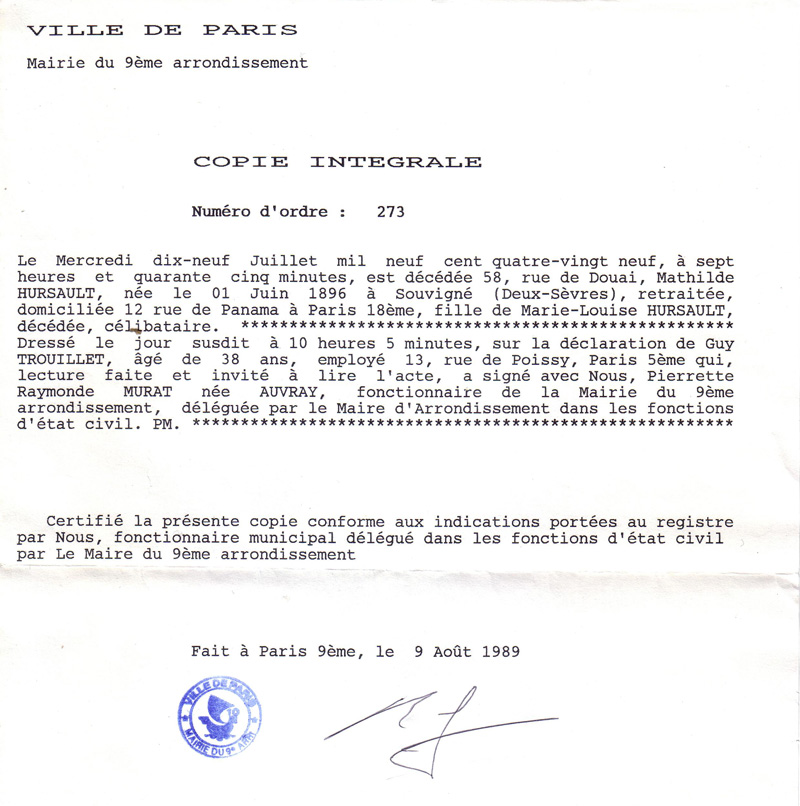 VILLE DE PARIS
Mairie du 9ème arrondissement
COPIE INTEGRALE
Numéro d'ordre : 273
Le Mercredi dix-neuf Juillet mil neuf cent quatre-vingt neuf, à sept
heures et quarante cinq minutes, est décédée 58, rue de Douai, Mathilde
HURSAULT, née le 01 Juin 1896 à Souvigné (Deux-Sèvres), retraitée,
domiciliée 12 rue de Panama à Paris 18ème, fille de Marie-Louise HURSAULT,
décédée, célibataire. ***************************************************
Dressé le jour susdit à 10 heures 5 minutes, sur la déclaration de Guy
TROUILLET, âgé de 38 ans, employé 13, rue de Poissy, Paris 5ème qui,
lecture faite et invité à lire l'acte, a signé avec Nous, Pierrette
Raymonde MURAT née AUVRAY, fonctionnaire de la Mairie du 9ème
arrondissement, déléguée par le Maire d'Arrondissement dans les fonctions
d'état civil. PM. ********************************************************
Certifié la présente copie conforme aux indications portées au registre
par Nous, fonctionnaire municipal délégué dans les fonctions d'état civil
par Le Maire du 9ème arrondissement
Fait à Paris 9ème, le 9 Août 1989
VILLE DE PARIS
MAIRIE DU 9e ARRt